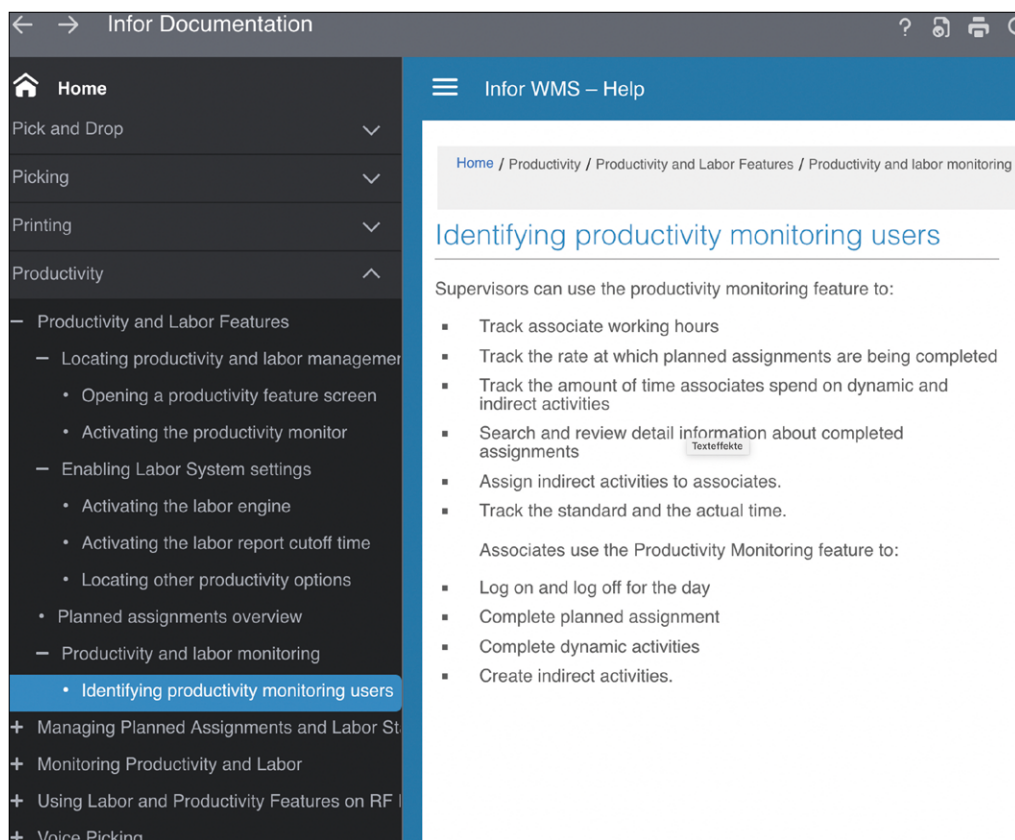 Infor Documentation
?
Home
Pick and Drop
Picking
Printing
Productivity
Productivity and Labor Features
Locating productivity and labor
Opening a productivity feature screen
Activating the productivity monitor
Enabling Labor System settings
Activating the labor engine
Activating the labor report cutoff time
Locating other productivity options
Planned assignments overview
Productivity and labor monitoring
Identifying productivity monitoring users
Managing Planned Assignments and Labor
Monitoring Productivity and Labor
Using Labor and Productivity Features on RF
Voice Picking
Infor WMS – Help
Home / Productivity / Productivity and Labor Features / Productivity and labor monitoring
Identifying productivity monitoring users
Supervisors can use the productivity monitoring feature to:
Track associate working hours
Track the rate at which planned assignments are being completed
Track the amount of time associates spend on dynamic and
indirect activities
Search and review detail information about completed
assignments
Texteffekte
Assign indirect activities to associates.
Track the standard and the actual time.
Associates use the Productivity Monitoring feature to:
Log on and log off for the day
Complete planned assignment
Complete dynamic activities
Create indirect activities.